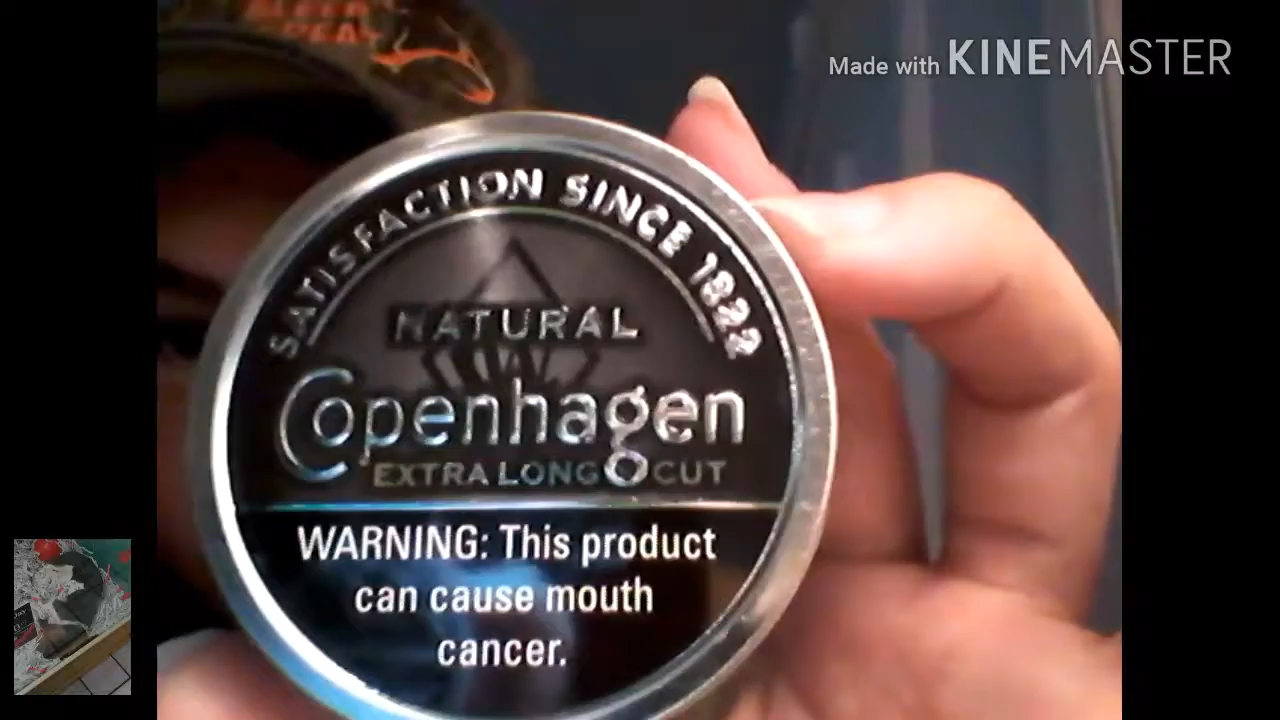 Made with KINEMASTER
SATISFACTION SINCE 1822
NATURAL
Copenhagen
EXTRA LONG CUT
WARNING: This product
can cause mouth
cancer.